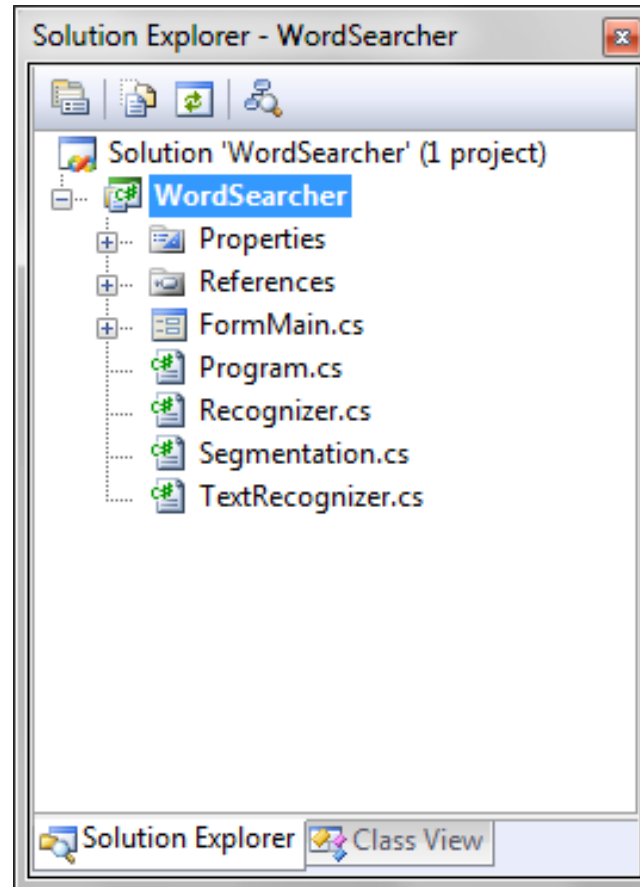 Solution Explorer - WordSearcher
Solution 'WordSearcher' (1 project)
WordSearcher
Properties
References
FormMain.cs
Program.cs
Recognizer.cs
Segmentation.cs
TextRecognizer.cs
Solution Explorer Class View